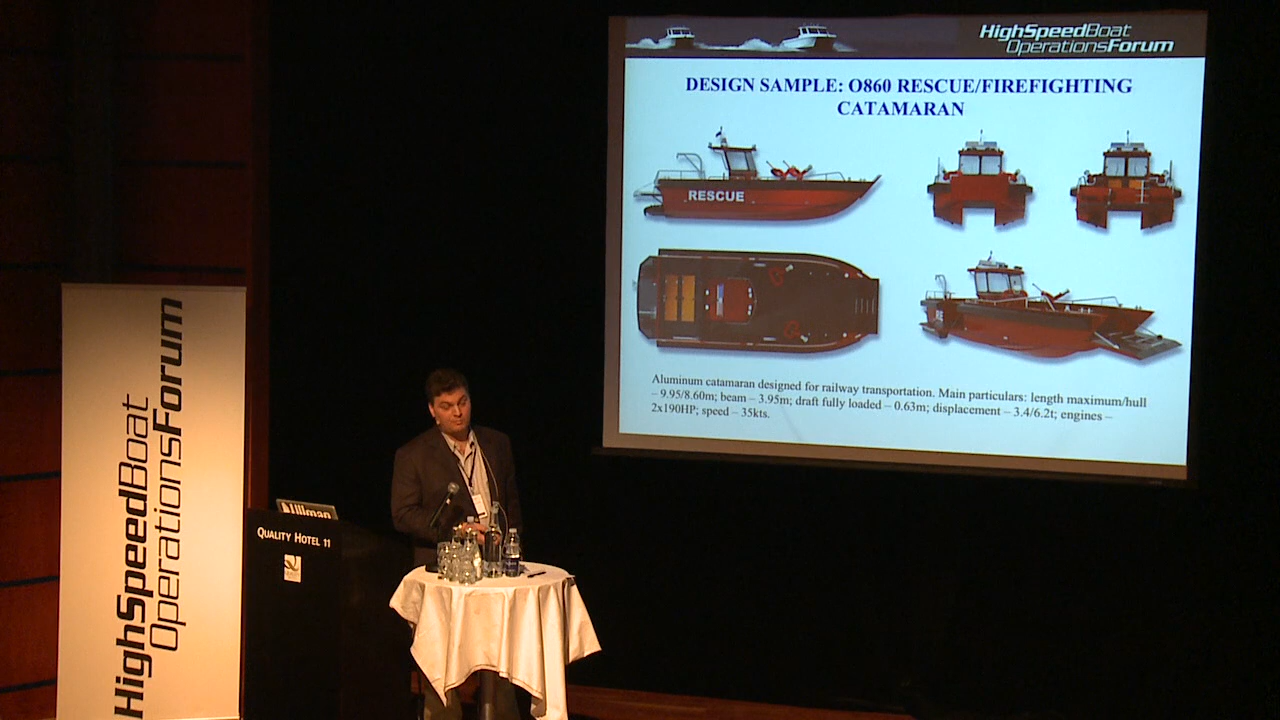 HighSpeedBoat
OperationsForum
DESIGN SAMPLE: O860 RESCUE/FIREFIGHTING
CATAMARAN
RESCUE
Aluminum catamaran designed for railway transportation. Main particulars: length maximum/hull
– 9.95/8.60m; beam – 3.95m; draft fully loaded – 0.63m; displacement – 3.4/6.2t; engines –
2x190HP; speed – 35kts.
HighSpeedBoat
OperationsForum
Ullman
QUALITY HOTEL 11